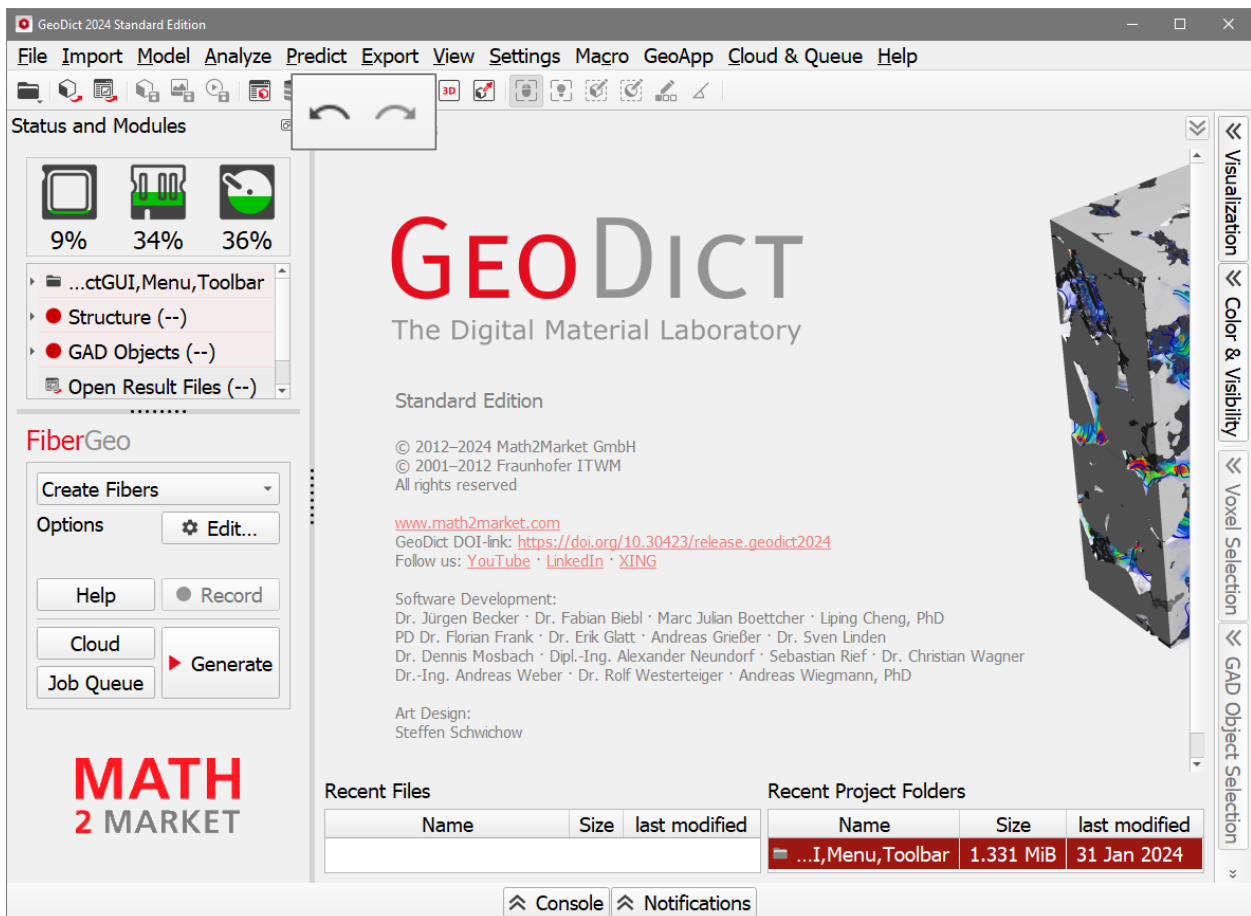 GeoDict 2024 Standard Edition
File Import Model Analyze Predict Export View Settings Macro GeoApp Cloud & Queue Help
3D
Status and Modules
9% 34% 36%
...ctGUI,Menu,Toolbar
Structure (--)
GAD Objects (--)
Open Result Files (--)
FiberGeo
Create Fibers
Options Edit...
Help Record
Cloud
Generate
Job Queue
MATH
2 MARKET
GEODICT
The Digital Material Laboratory
Standard Edition
© 2012–2024 Math2Market GmbH
© 2001–2012 Fraunhofer ITWM
All rights reserved
www.math2market.com
GeoDict DOI-link: https://doi.org/10.30423/release.geodict2024
Follow us: YouTube · LinkedIn · XING
Software Development:
Dr. Jürgen Becker · Dr. Fabian Biebl · Marc Julian Boettcher · Liping Cheng, PhD
PD Dr. Florian Frank · Dr. Erik Glatt · Andreas Grießer · Dr. Sven Linden
Dr. Dennis Mosbach · Dipl.-Ing. Alexander Neundorf · Sebastian Rief · Dr. Christian Wagner
Dr.-Ing. Andreas Weber · Dr. Rolf Westerteiger · Andreas Wiegmann, PhD
Art Design:
Steffen Schwichow
Recent Files
Name Size last modified
Recent Project Folders
Name Size last modified
...I,Menu,Toolbar 1.331 MiB 31 Jan 2024
Visualization
Color & Visibility
Voxel Selection
GAD Object Selection
Console Notifications